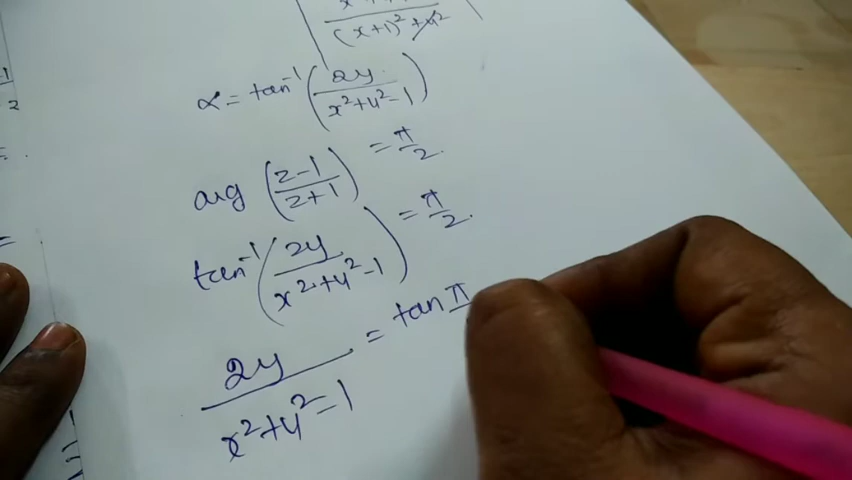 (x+1)²+y²
α = tan⁻¹(2y/(x²+y²-1))
arg (z-1/z+1) = π/2
tan⁻¹(2y/(x²+y²-1)) = π/2
2y/(x²+y²-1) = tan π